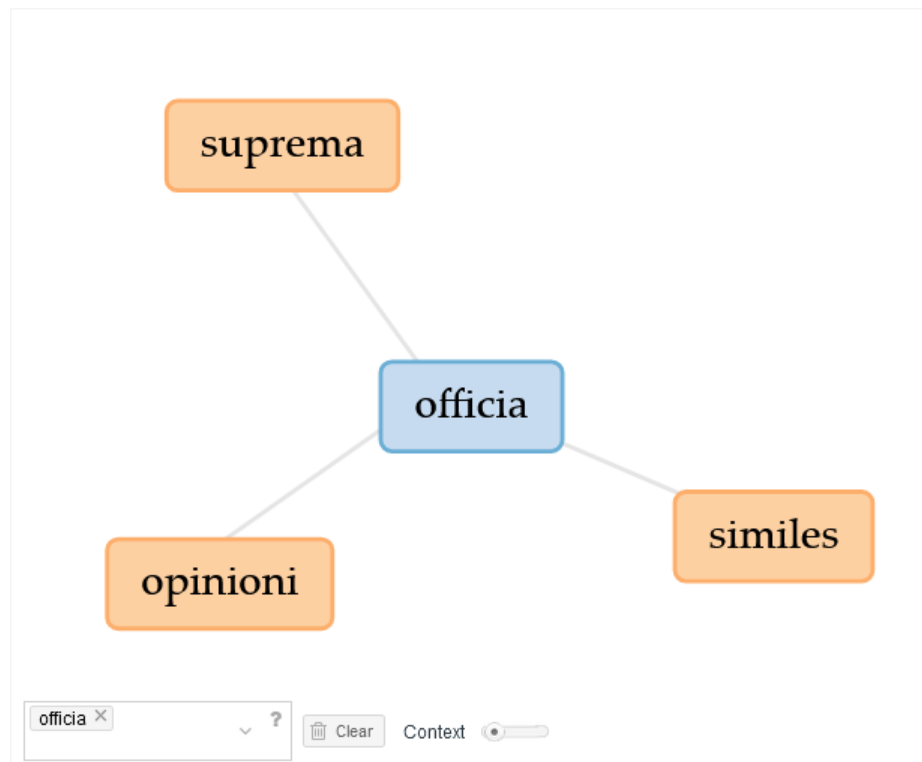 suprema
officia
similes
opinioni
officia × ?
Clear Context